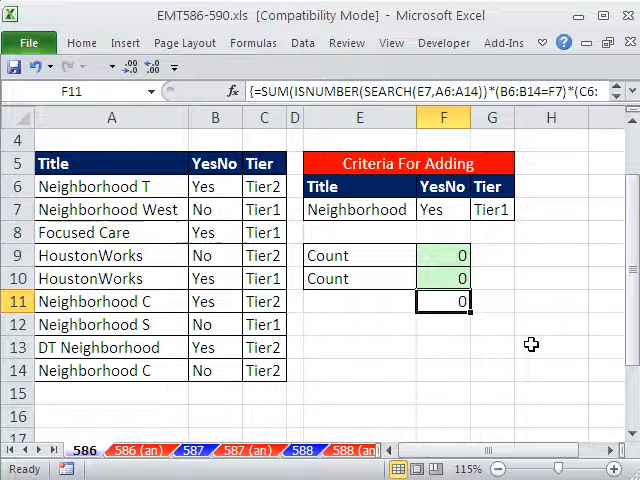 EMT586-590.xls [Compatibility Mode] - Microsoft Excel
File Home Insert Page Layout Formulas Data Review View Developer Add-Ins
F11 fx {=SUM(ISNUMBER(SEARCH(E7,A6:A14))*(B6:B14=F7)*(C6:
A B C D E F G H
4
5 Title YesNo Tier Criteria For Adding
6 Neighborhood T Yes Tier2 Title YesNo Tier
7 Neighborhood West No Tier1 Neighborhood Yes Tier1
8 Focused Care Yes Tier1
9 HoustonWorks No Tier2 Count 0
10 HoustonWorks Yes Tier1 Count 0
11 Neighborhood C Yes Tier2 0
12 Neighborhood S No Tier1
13 DT Neighborhood Yes Tier2
14 Neighborhood C No Tier2
15
16
17
586 586 (an) 587 587 (an) 588 588 (an
Ready 115%